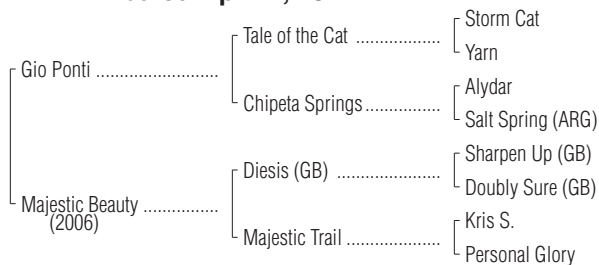 Storm Cat
Tale of the Cat ..................
Yarn
Gio Ponti ..........................
Alydar
Chipeta Springs ................
Salt Spring (ARG)
Sharpen Up (GB)
Diesis (GB) ......................
Doubly Sure (GB)
Majestic Beauty ................
(2006)
Kris S.
Majestic Trail ....................
Personal Glory